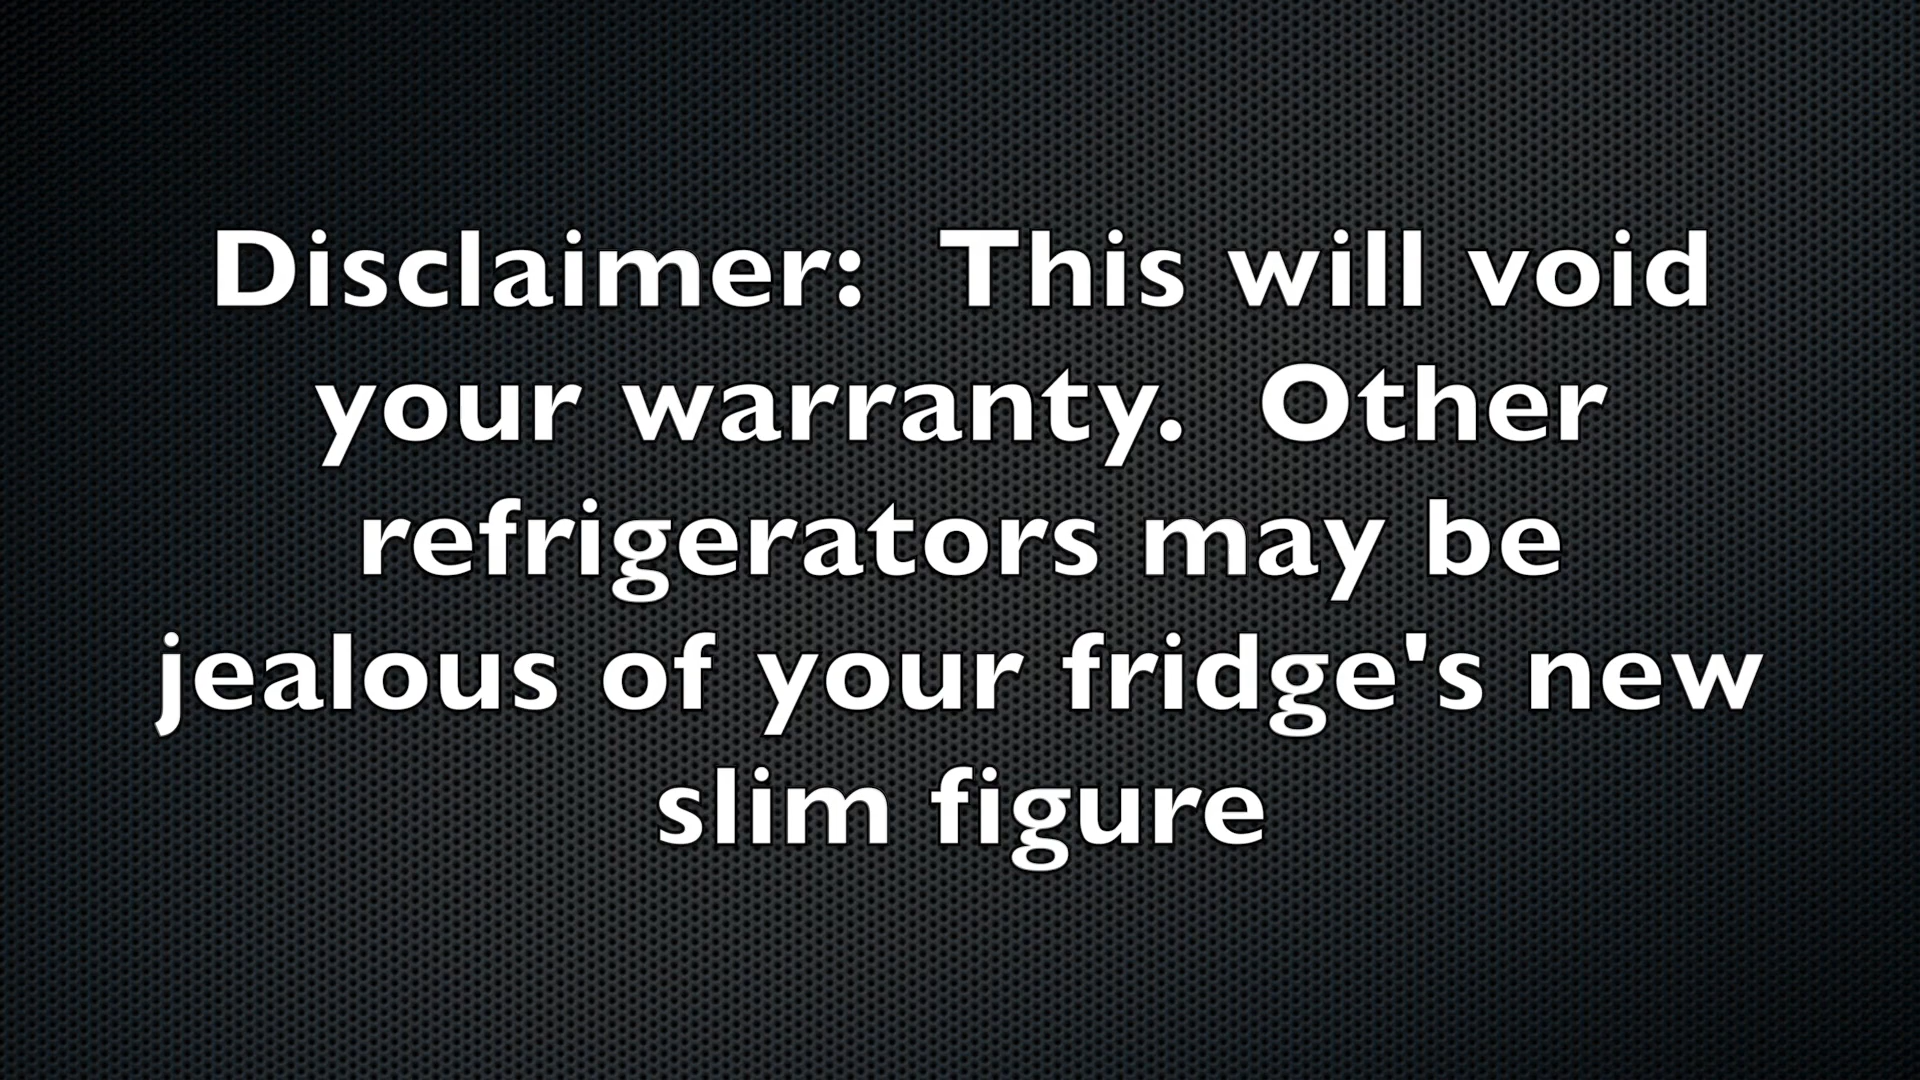 Disclaimer:  This will void
your warranty.  Other
refrigerators may be
jealous of your fridge's new
slim figure